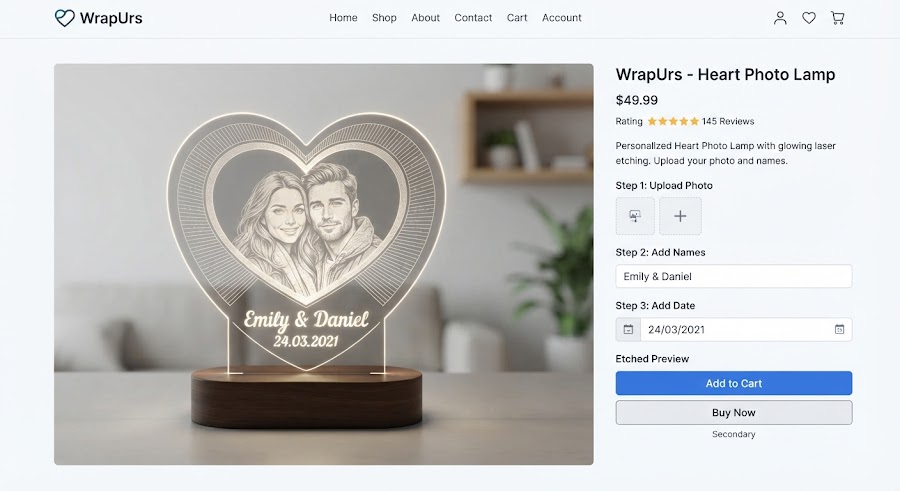 WrapUrs
Home Shop About Contact Cart Account
Emily & Daniel
24.03.2021
WrapUrs - Heart Photo Lamp
$49.99
Rating ★★★★★ 145 Reviews
Personalized Heart Photo Lamp with glowing laser
etching. Upload your photo and names.
Step 1: Upload Photo
Step 2: Add Names
Emily & Daniel
Step 3: Add Date
24/03/2021
Etched Preview
Add to Cart
Buy Now
Secondary